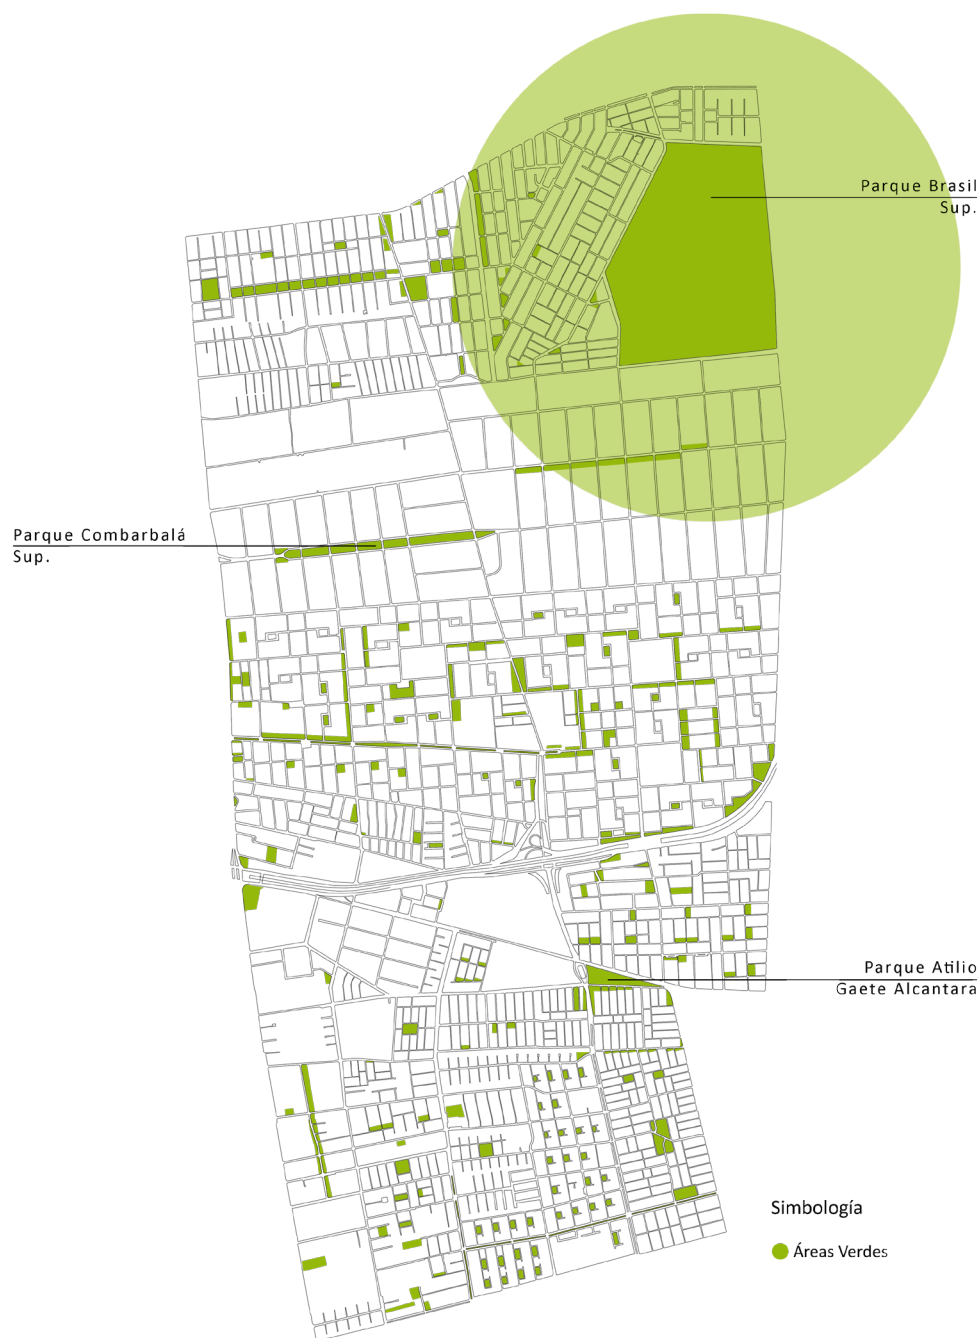 Parque Brasil
Sup.
Parque Combarbalá
Sup.
Parque Atilio
Gaete Alcantara
Simbología
Áreas Verdes